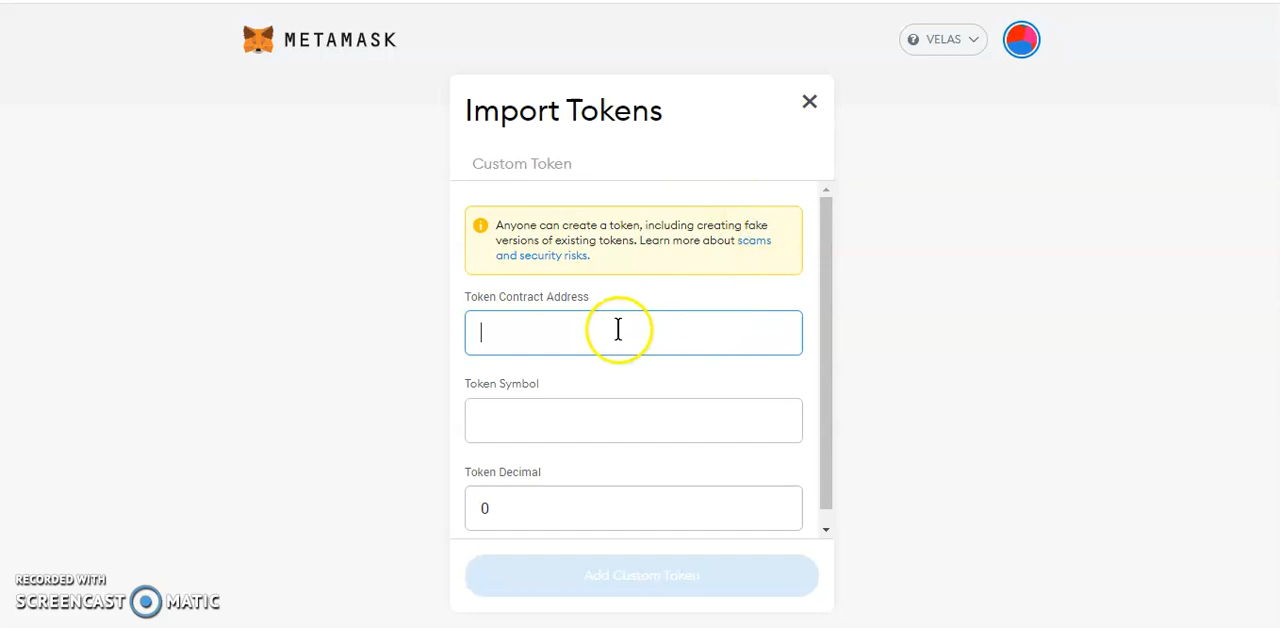 METAMASK
VELAS
Import Tokens
Custom Token
Anyone can create a token, including creating fake
versions of existing tokens. Learn more about scams
and security risks.
Token Contract Address
Token Symbol
Token Decimal
0
Add Custom Token
RECORDED WITH
SCREENCAST MATIC